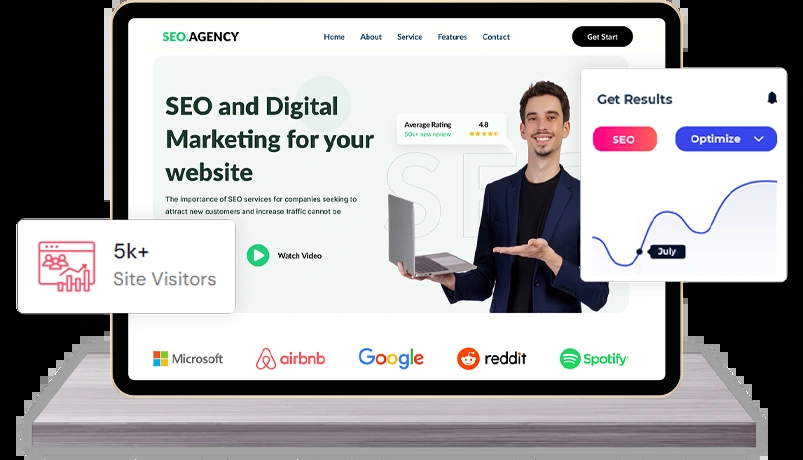 SEO.AGENCY
Home About Service Features Contact
Get Start
SEO and Digital
Marketing for your
website
The importance of SEO services for companies seeking to
attract new customers and increase traffic cannot be
Average Rating 4.8
50k+ new review
SE
Watch Video
5k+
Site Visitors
Get Results
SEO
Optimize
July
Microsoft
airbnb
Google
reddit
Spotify